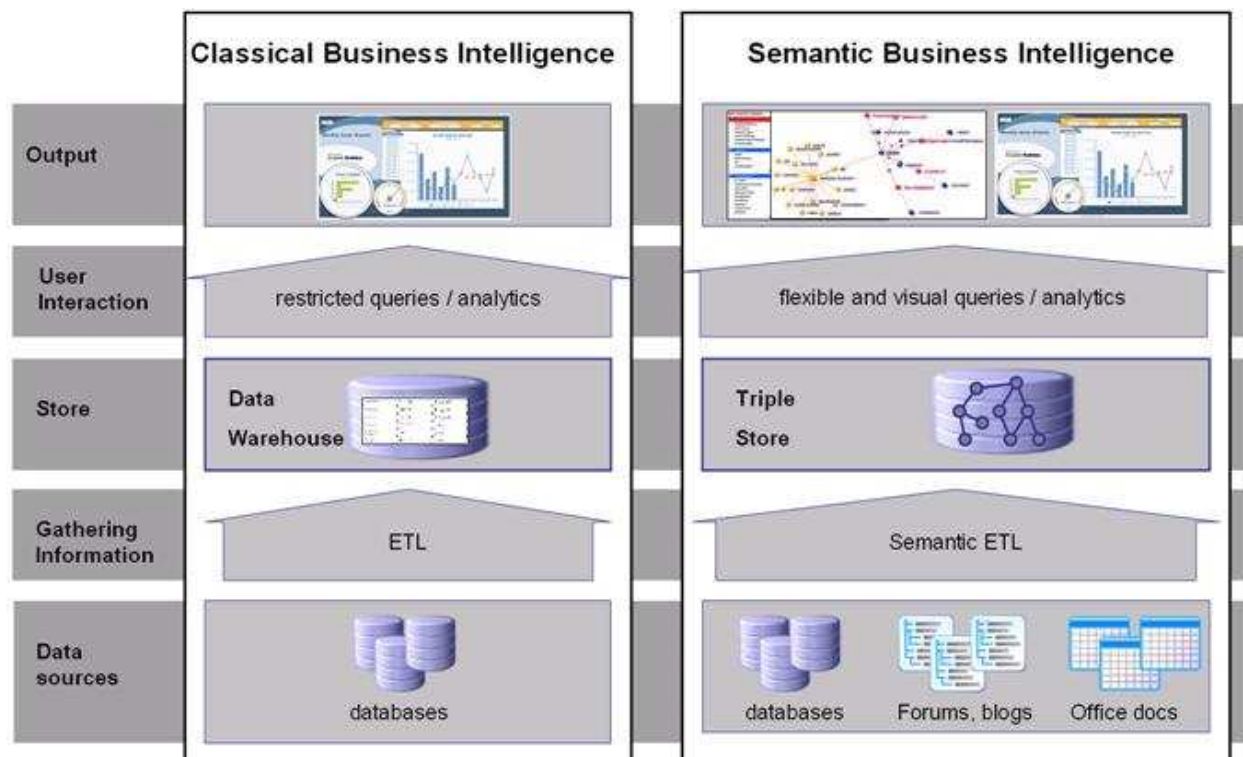 Classical Business Intelligence
Semantic Business Intelligence
Output
User
Interaction
restricted queries / analytics
flexible and visual queries / analytics
Store
Data
Warehouse
Triple
Store
Gathering
Information
ETL
Semantic ETL
Data
sources
databases
databases
Forums, blogs
Office docs